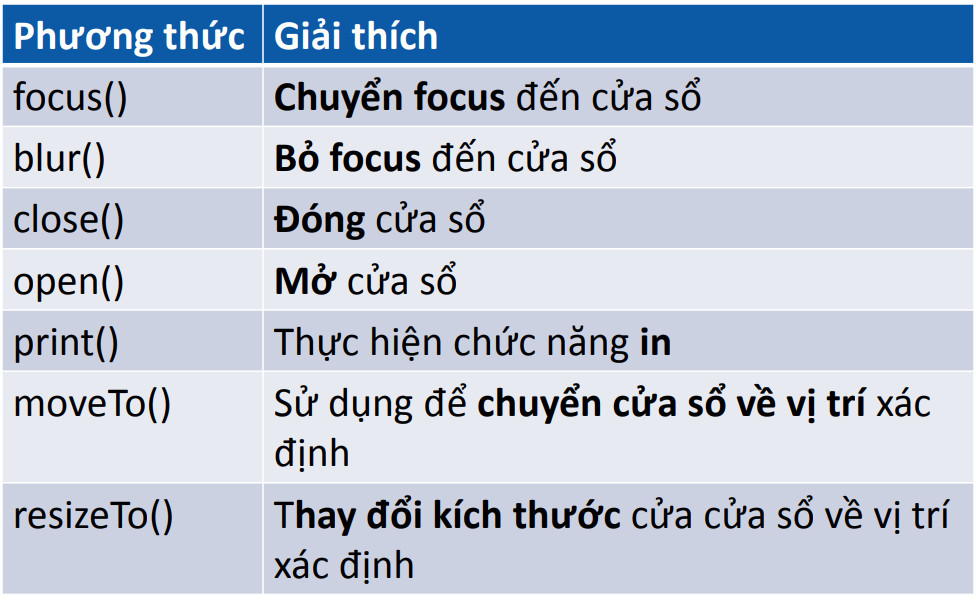 Phương thức Giải thích
focus() Chuyển focus đến cửa sổ
blur() Bỏ focus đến cửa sổ
close() Đóng cửa sổ
open() Mở cửa sổ
print() Thực hiện chức năng in
moveTo() Sử dụng để chuyển cửa sổ về vị trí xác
định
resizeTo() Thay đổi kích thước cửa cửa sổ về vị trí
xác định